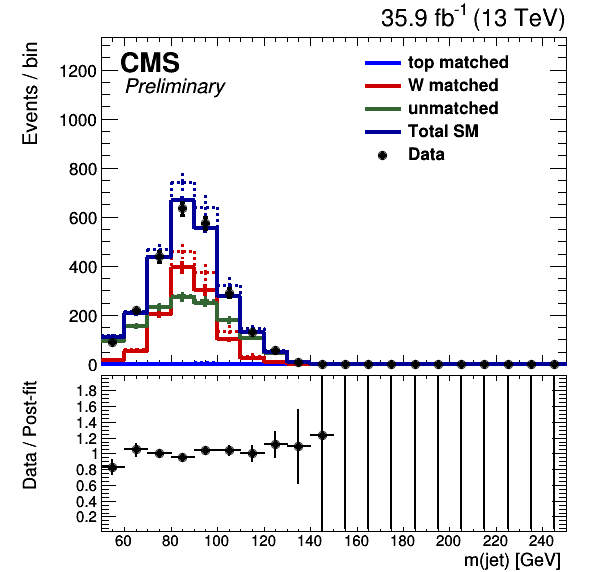 35.9 fb⁻¹ (13 TeV)
CMS
Preliminary
top matched
W matched
unmatched
Total SM
Data
Events / bin
1200
1000
800
600
400
200
0
Data / Post-fit
1.8
1.6
1.4
1.2
1
0.8
0.6
0.4
0.2
60 80 100 120 140 160 180 200 220 240
m(jet) [GeV]